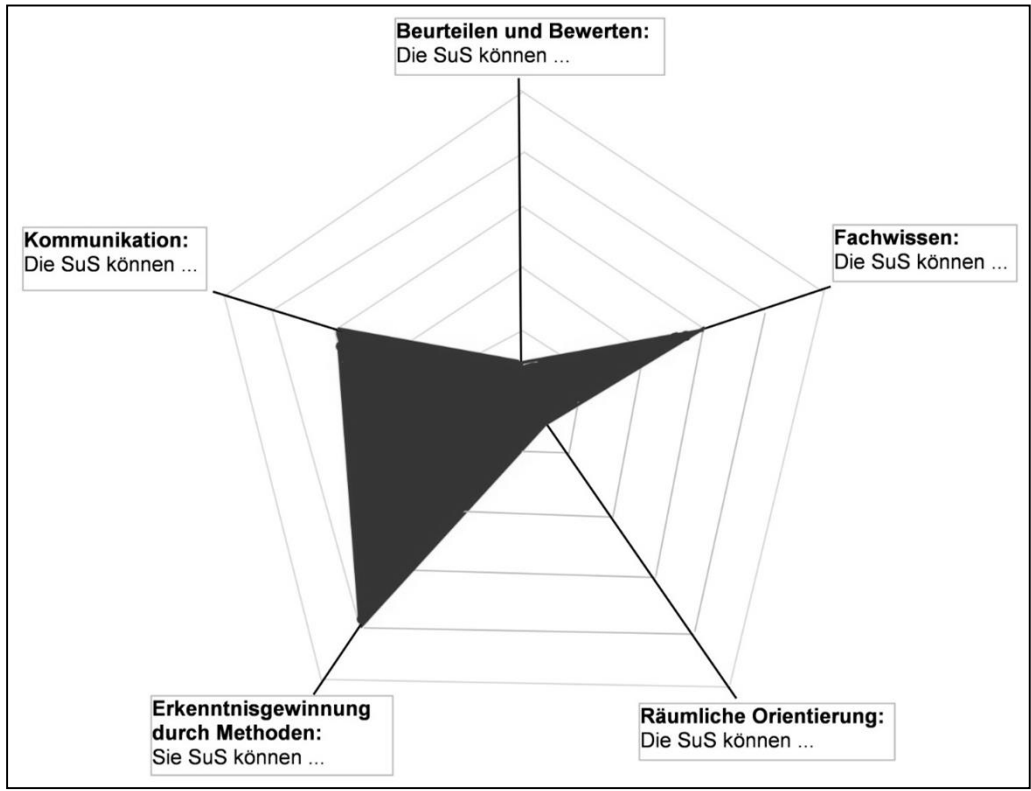 Beurteilen und Bewerten:
Die SuS können ...
Kommunikation:
Die SuS können ...
Fachwissen:
Die SuS können ...
Erkenntnisgewinnung
durch Methoden:
Sie SuS können ...
Räumliche Orientierung:
Die SuS können ...